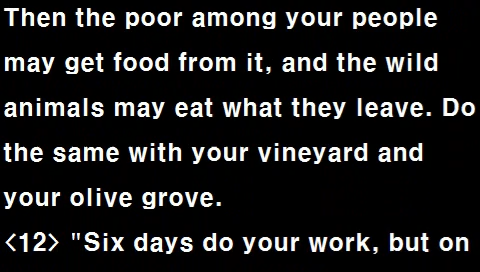 Then the poor among your people
may get food from it, and the wild
animals may eat what they leave. Do
the same with your vineyard and
your olive grove.
<12> "Six days do your work, but on